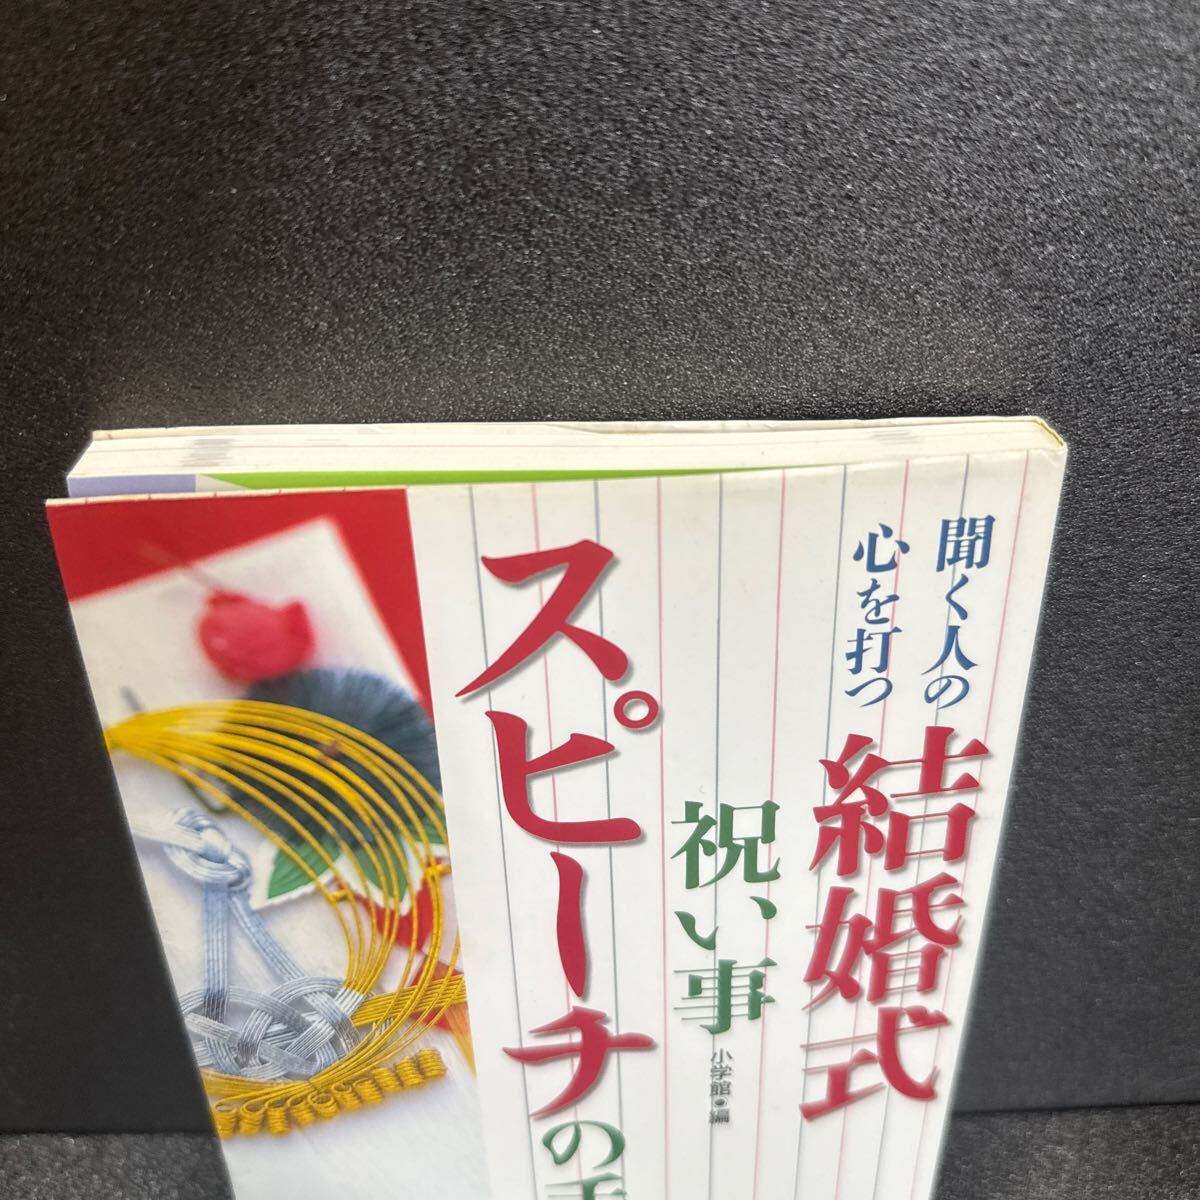 聞く人の
心を打つ
結婚式
祝い事
小学館・編
スピーチの